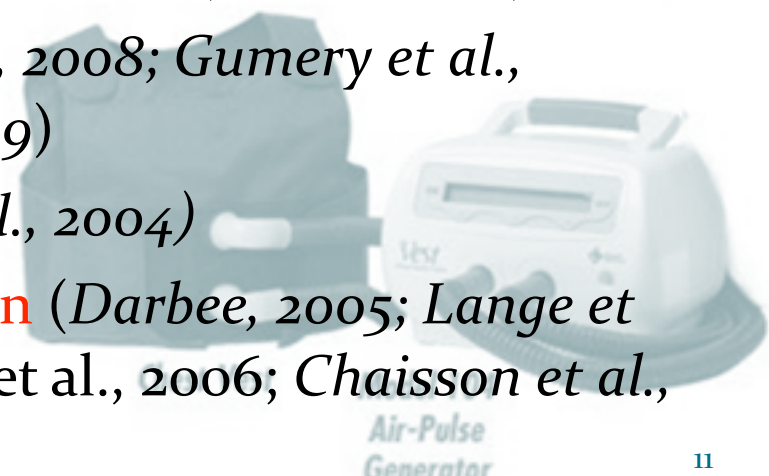 , 2008; Gumery et al.,
9)
l., 2004)
Vest
n (Darbee, 2005; Lange et
et al., 2006; Chaisson et al.,
Air-Pulse
Generator
11